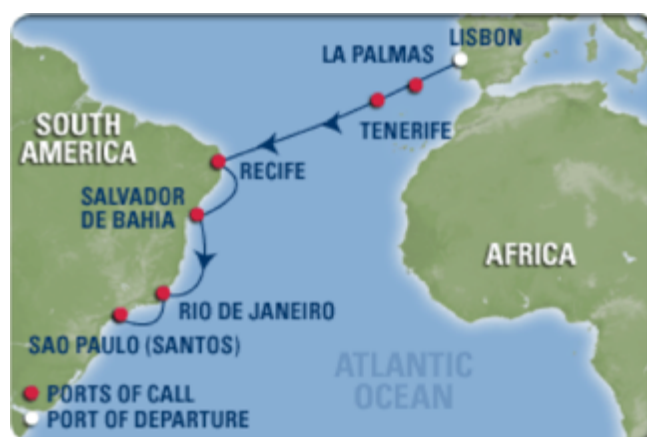 LISBON
LA PALMAS
TENERIFE
SOUTH
AMERICA
RECIFE
SALVADOR
DE BAHIA
AFRICA
RIO DE JANEIRO
SAO PAULO (SANTOS)
ATLANTIC
OCEAN
PORTS OF CALL
PORT OF DEPARTURE